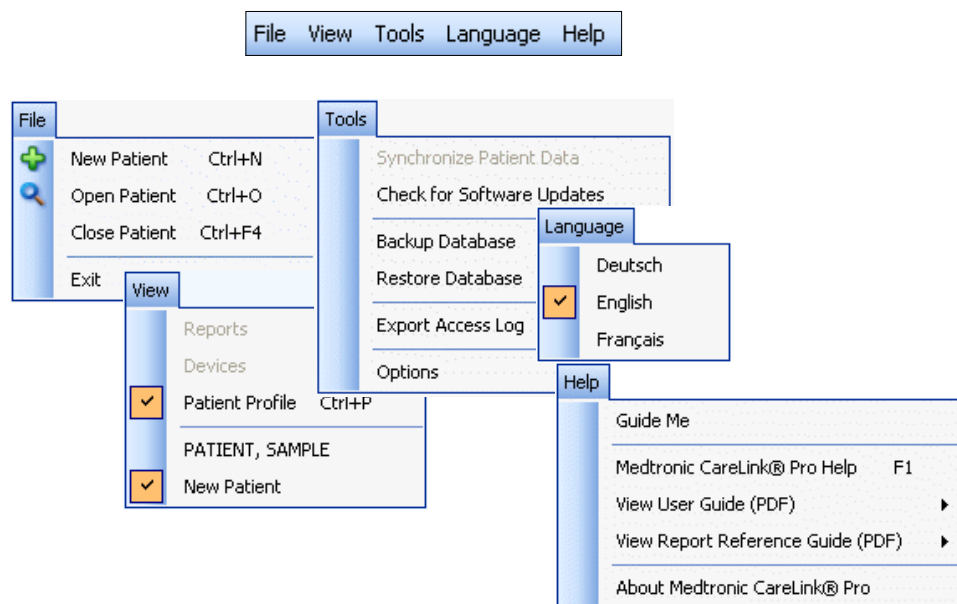 File View Tools Language Help
File
New Patient Ctrl+N
Open Patient Ctrl+O
Close Patient Ctrl+F4
Exit
View
Reports
Devices
Patient Profile Ctrl+P
PATIENT, SAMPLE
New Patient
Tools
Synchronize Patient Data
Check for Software Updates
Backup Database
Restore Database
Export Access Log
Options
Language
Deutsch
English
Français
Help
Guide Me
Medtronic CareLink® Pro Help F1
View User Guide (PDF)
View Report Reference Guide (PDF)
About Medtronic CareLink® Pro